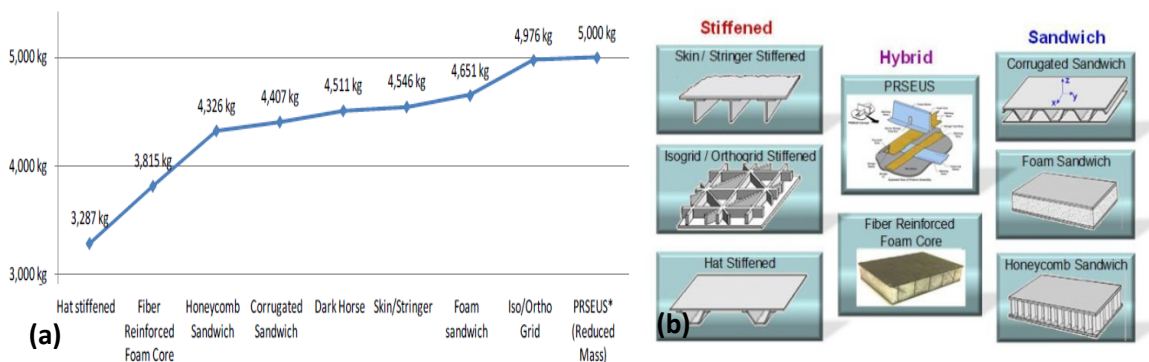 5,000 kg
4,000 kg
3,000 kg
3,287 kg
3,815 kg
4,326 kg
4,407 kg
4,511 kg
4,546 kg
4,651 kg
4,976 kg
5,000 kg
Hat stiffened
Fiber
Reinforced
Foam Core
Honeycomb
Sandwich
Corrugated
Sandwich
Dark Horse
Skin/Stringer
Foam
sandwich
Iso/Ortho
Grid
PRSEUS*
(Reduced
Mass)
(a)
Stiffened
Skin / Stringer Stiffened
Isogrid / Orthogrid Stiffened
Hat Stiffened
Hybrid
PRSEUS
Fiber Reinforced
Foam Core
Sandwich
Corrugated Sandwich
z
y
x
Foam Sandwich
Honeycomb Sandwich
(b)